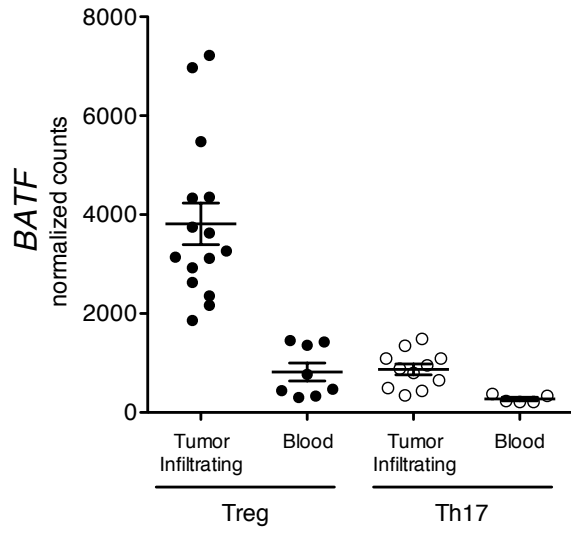 8000
6000
4000
2000
0
BATF
normalized counts
Tumor
Infiltrating
Blood
Tumor
Infiltrating
Blood
Treg
Th17